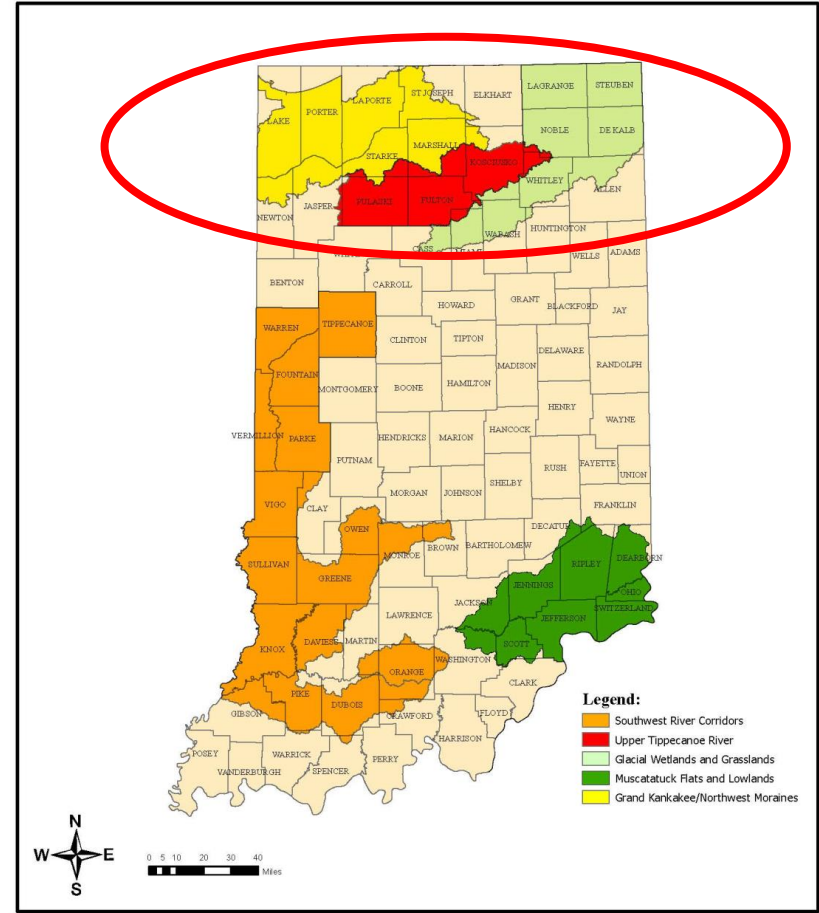 LAGRANGE
STEUBEN
ELKHART
ST JOSEPH
LAPORTE
PORTER
LAKE
NOBLE
DE KALB
MARSHALL
STARKE
KOSCIUSKO
WHITLEY
ALLEN
PULASKI
FULTON
JASPER
NEWTON
HUNTINGTON
WABASH
CASS
MIAMI
WELLS
ADAMS
BENTON
CARROLL
HOWARD
GRANT
BLACKFORD
JAY
WARREN
TIPPECANOE
CLINTON
TIPTON
DELAWARE
MADISON
RANDOLPH
FOUNTAIN
MONTGOMERY
BOONE
HAMILTON
HENRY
WAYNE
VERMILLION
PARKE
HENDRICKS
MARION
HANCOCK
PUTNAM
RUSH
FAYETTE
UNION
SHELBY
MORGAN
JOHNSON
VIGO
CLAY
FRANKLIN
OWEN
DECATUR
MONROE
BROWN
BARTHOLOMEW
DEARBORN
RIPLEY
SULLIVAN
GREENE
JENNINGS
OHIO
JACKSON
SWITZERLAND
LAWRENCE
JEFFERSON
DAVIESS
MARTIN
KNOX
SCOTT
WASHINGTON
ORANGE
CLARK
PIKE
DUBOIS
GIBSON
CRAWFORD
FLOYD
HARRISON
POSEY
WARRICK
PERRY
VANDERBURGH
SPENCER
Legend:
Southwest River Corridors
Upper Tippecanoe River
Glacial Wetlands and Grasslands
Muscatatuck Flats and Lowlands
Grand Kankakee/Northwest Moraines
N
W E
S
0 5 10 20 30 40
Miles